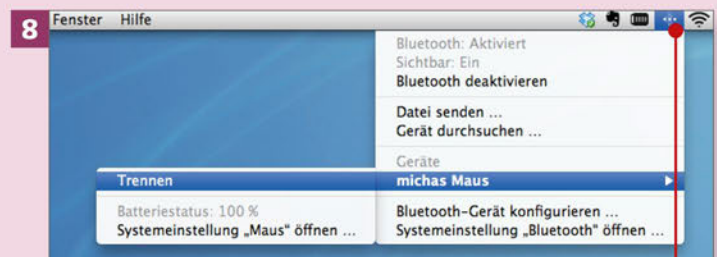 8
Fenster Hilfe
Bluetooth: Aktiviert
Sichtbar: Ein
Bluetooth deaktivieren
Datei senden ...
Gerät durchsuchen ...
Geräte
michas Maus
Trennen
Batteriestatus: 100 %
Systemeinstellung „Maus“ öffnen ...
Bluetooth-Gerät konfigurieren ...
Systemeinstellung „Bluetooth“ öffnen ...